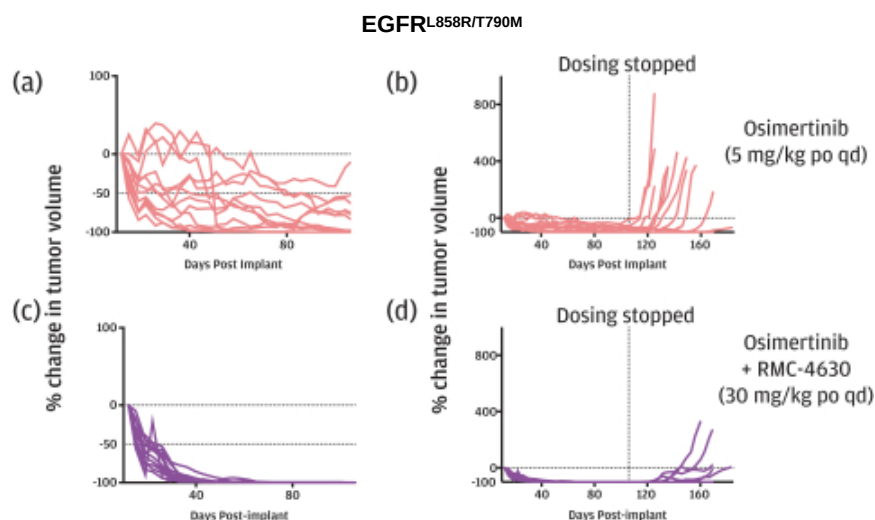 EGFRL858R/T790M
(a)
100
0
-50
-100
40
80
Days Post Implant
(b)
Dosing stopped
800
400
0
-100
40
80
120
160
Days Post Implant
Osimertinib
(5 mg/kg po qd)
% change in tumor volume
% change in tumor volume
(c)
100
0
-50
-100
40
80
Days Post-implant
(d)
Dosing stopped
800
400
0
-100
40
80
120
160
Days Post-implant
Osimertinib
+ RMC-4630
(30 mg/kg po qd)